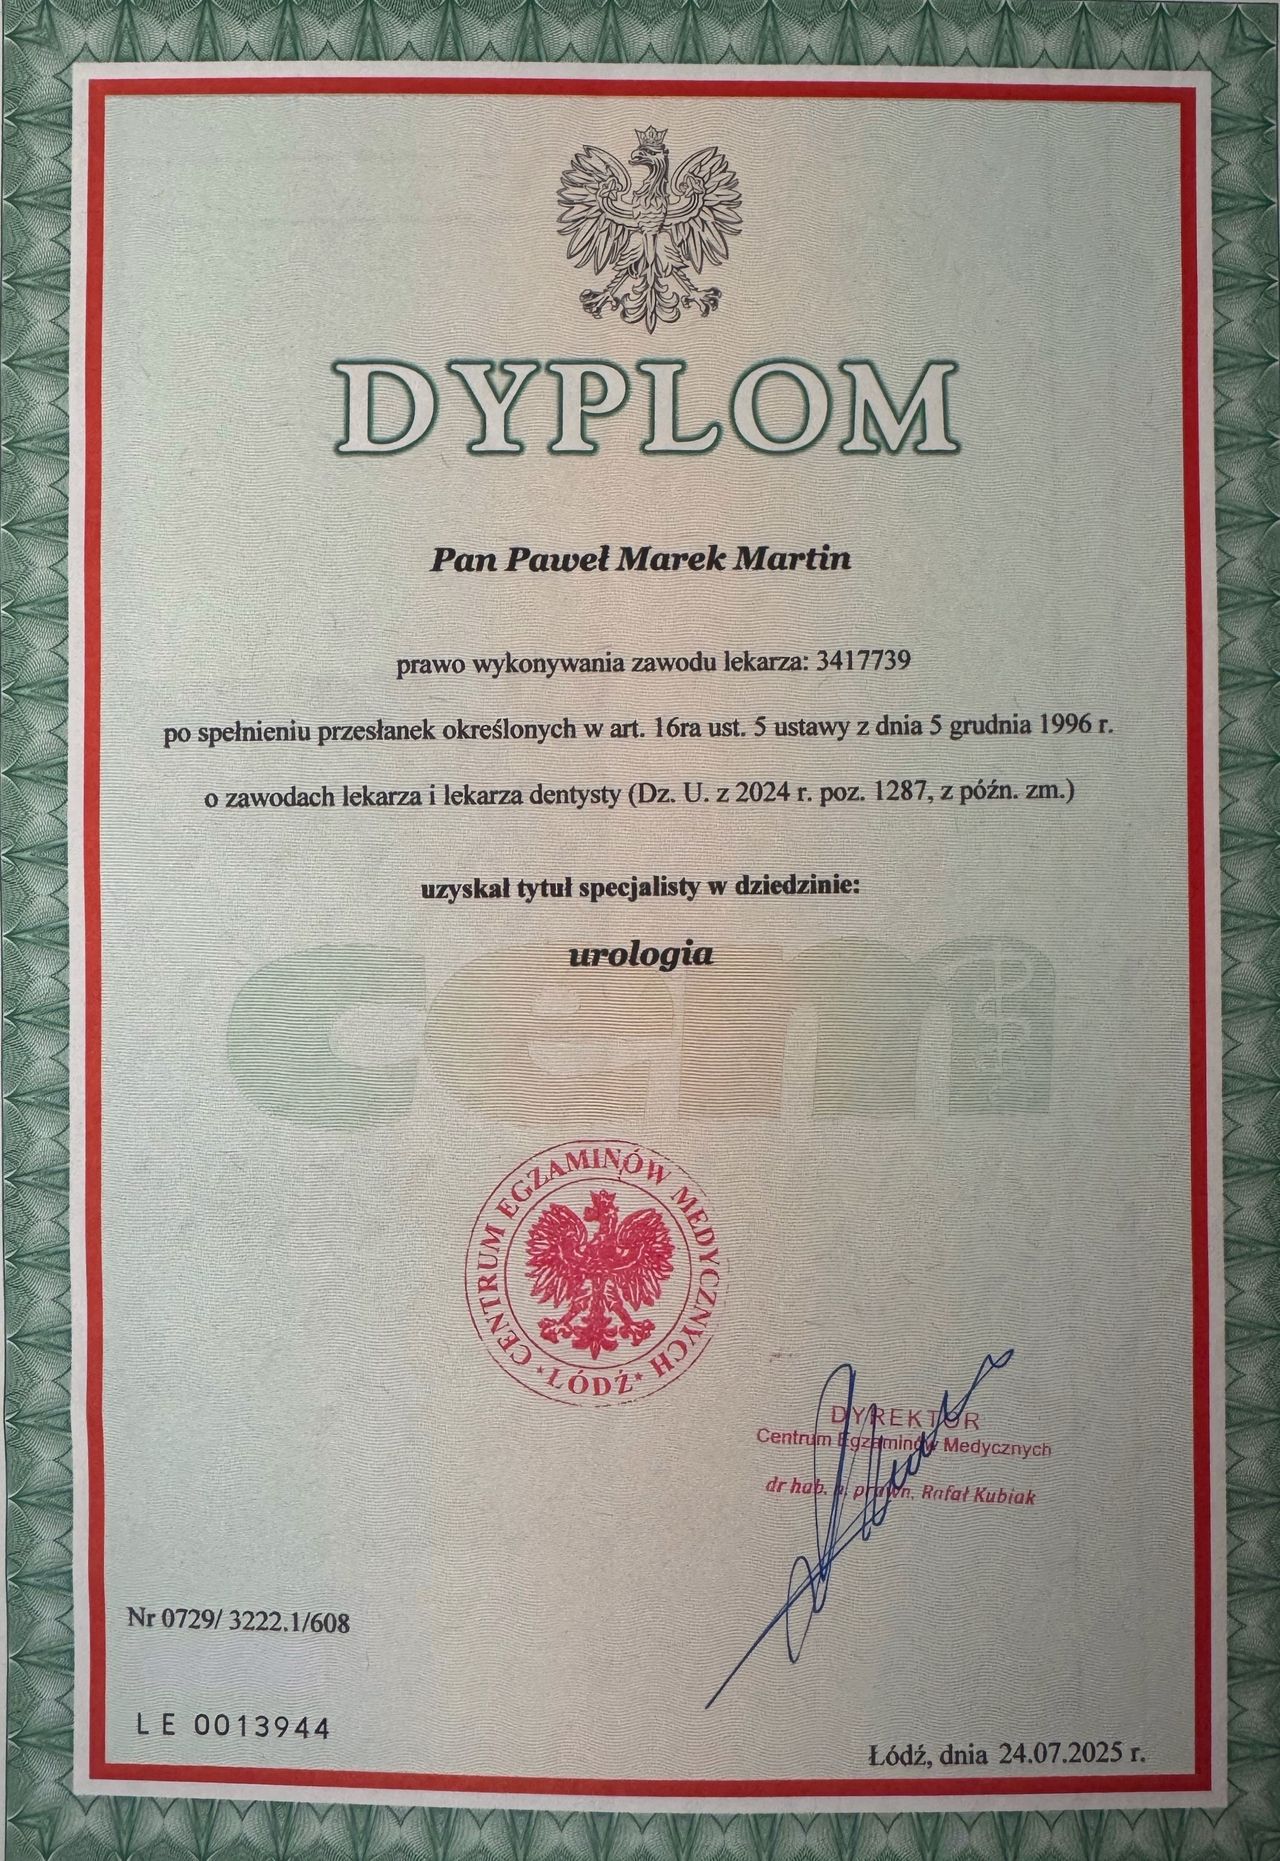 DYPLOM
Pan Paweł Marek Martin
prawo wykonywania zawodu lekarza: 3417739
po spełnieniu przesłanek określonych w art. 16ra ust. 5 ustawy z dnia 5 grudnia 1996 r.
o zawodach lekarza i lekarza dentysty (Dz. U. z 2024 r. poz. 1287, z późn. zm.)
uzyskał tytuł specjalisty w dziedzinie:
urologia
cem
CENTRUM EGZAMINÓW MEDYCZNYCH
* ŁÓDŹ *
DYREKTOR
Centrum Egzaminów Medycznych
dr hab. n. prawn. Rafał Kubiak
Nr 0729/ 3222.1/608
LE 0013944
Łódź, dnia 24.07.2025 r.